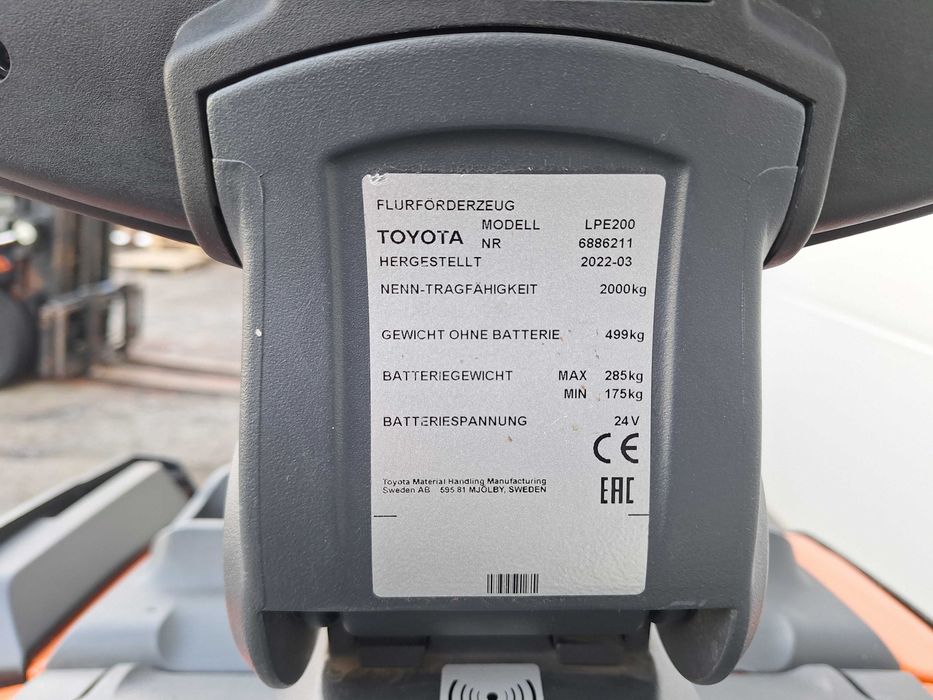 FLURFÖRDERZEUG
TOYOTA MODELL LPE200
NR 6886211
HERGESTELLT 2022-03
NENN-TRAGFÄHIGKEIT 2000kg
GEWICHT OHNE BATTERIE 499kg
BATTERIEGEWICHT MAX 285kg
MIN 175kg
BATTERIESPANNUNG 24V
CE
Toyota Material Handling Manufacturing
Sweden AB 595 81 MJÖLBY, SWEDEN
EAC